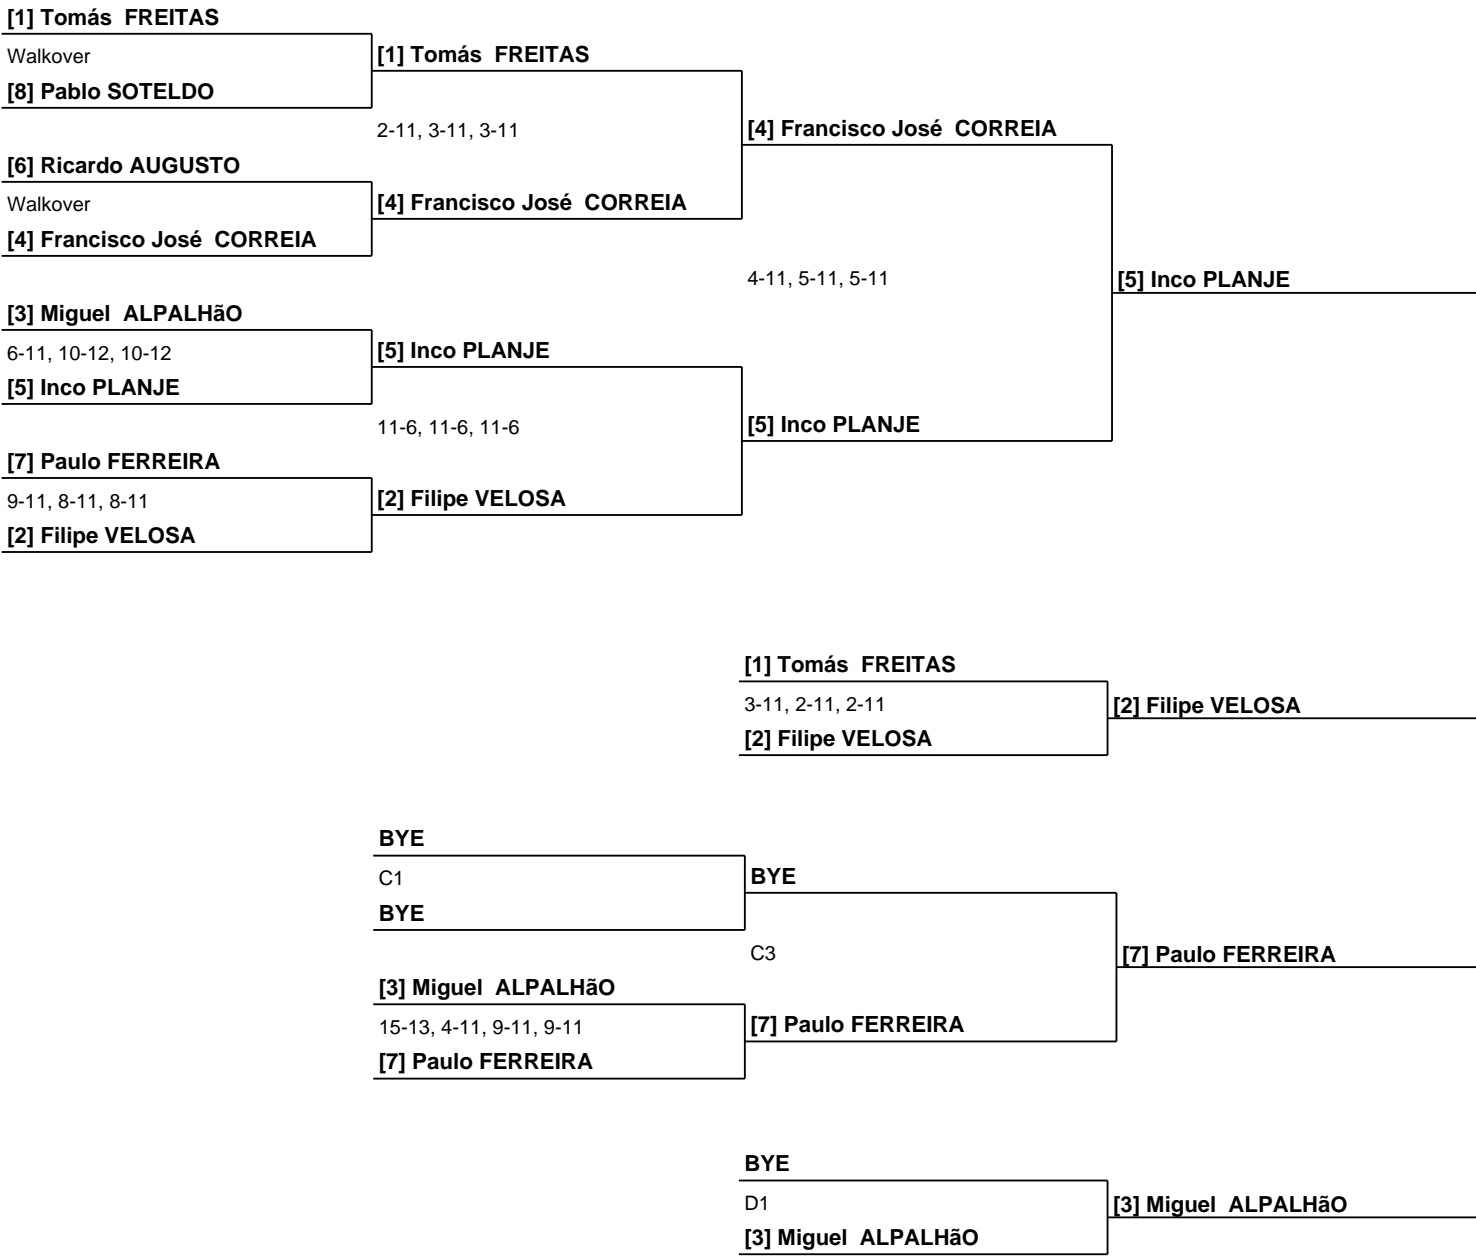 [1] Tomás  FREITAS
Walkover
[1] Tomás  FREITAS
[8] Pablo SOTELDO
2-11, 3-11, 3-11
[4] Francisco José  CORREIA
[6] Ricardo AUGUSTO
Walkover
[4] Francisco José  CORREIA
[4] Francisco José  CORREIA
4-11, 5-11, 5-11
[5] Inco PLANJE
[3] Miguel  ALPALHãO
6-11, 10-12, 10-12
[5] Inco PLANJE
[5] Inco PLANJE
11-6, 11-6, 11-6
[5] Inco PLANJE
[7] Paulo FERREIRA
9-11, 8-11, 8-11
[2] Filipe VELOSA
[2] Filipe VELOSA
[1] Tomás  FREITAS
3-11, 2-11, 2-11
[2] Filipe VELOSA
[2] Filipe VELOSA
BYE
C1
BYE
BYE
C3
[7] Paulo FERREIRA
[3] Miguel  ALPALHãO
15-13, 4-11, 9-11, 9-11
[7] Paulo FERREIRA
[7] Paulo FERREIRA
BYE
D1
[3] Miguel  ALPALHãO
[3] Miguel  ALPALHãO